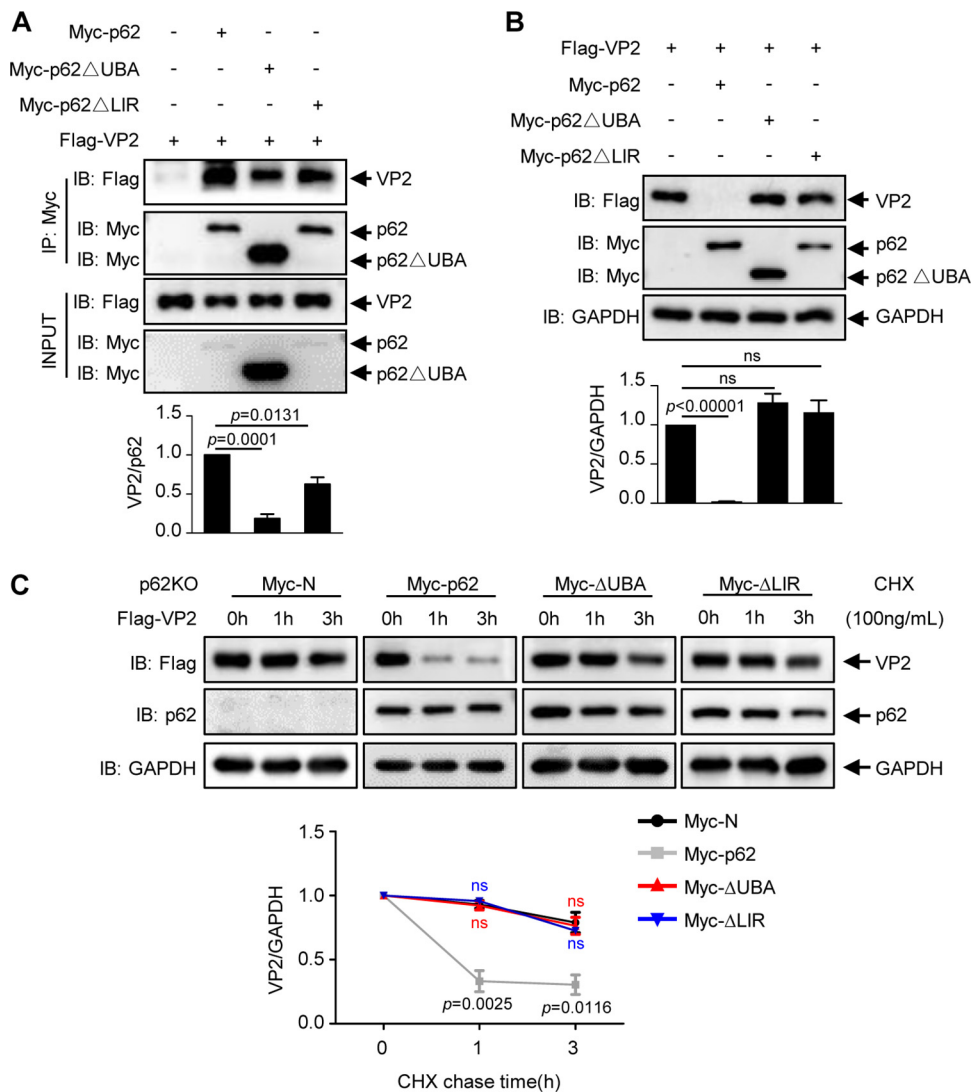 A
Myc-p62 - + - -
Myc-p62△UBA - - + -
Myc-p62△LIR - - - +
Flag-VP2 + + + +
IP: Myc
IB: Flag VP2
IB: Myc p62
IB: Myc p62△UBA
INPUT
IB: Flag VP2
IB: Myc p62
IB: Myc p62△UBA
VP2/p62
1.5
1.0
0.5
0.0
p=0.0131
p=0.0001
B
Flag-VP2 + + + +
Myc-p62 - + - -
Myc-p62△UBA - - + -
Myc-p62△LIR - - - +
IB: Flag VP2
IB: Myc p62
IB: Myc p62 △UBA
IB: GAPDH GAPDH
VP2/GAPDH
1.5
1.0
0.5
0.0
ns
ns
p<0.00001
C
p62KO Myc-N Myc-p62 Myc-ΔUBA Myc-ΔLIR CHX
Flag-VP2 0h 1h 3h 0h 1h 3h 0h 1h 3h 0h 1h 3h (100ng/mL)
IB: Flag VP2
IB: p62 p62
IB: GAPDH GAPDH
VP2/GAPDH
1.5
1.0
0.5
0.0
ns
ns
ns
ns
p=0.0025 p=0.0116
0 1 3
CHX chase time(h)
Myc-N
Myc-p62
Myc-ΔUBA
Myc-ΔLIR